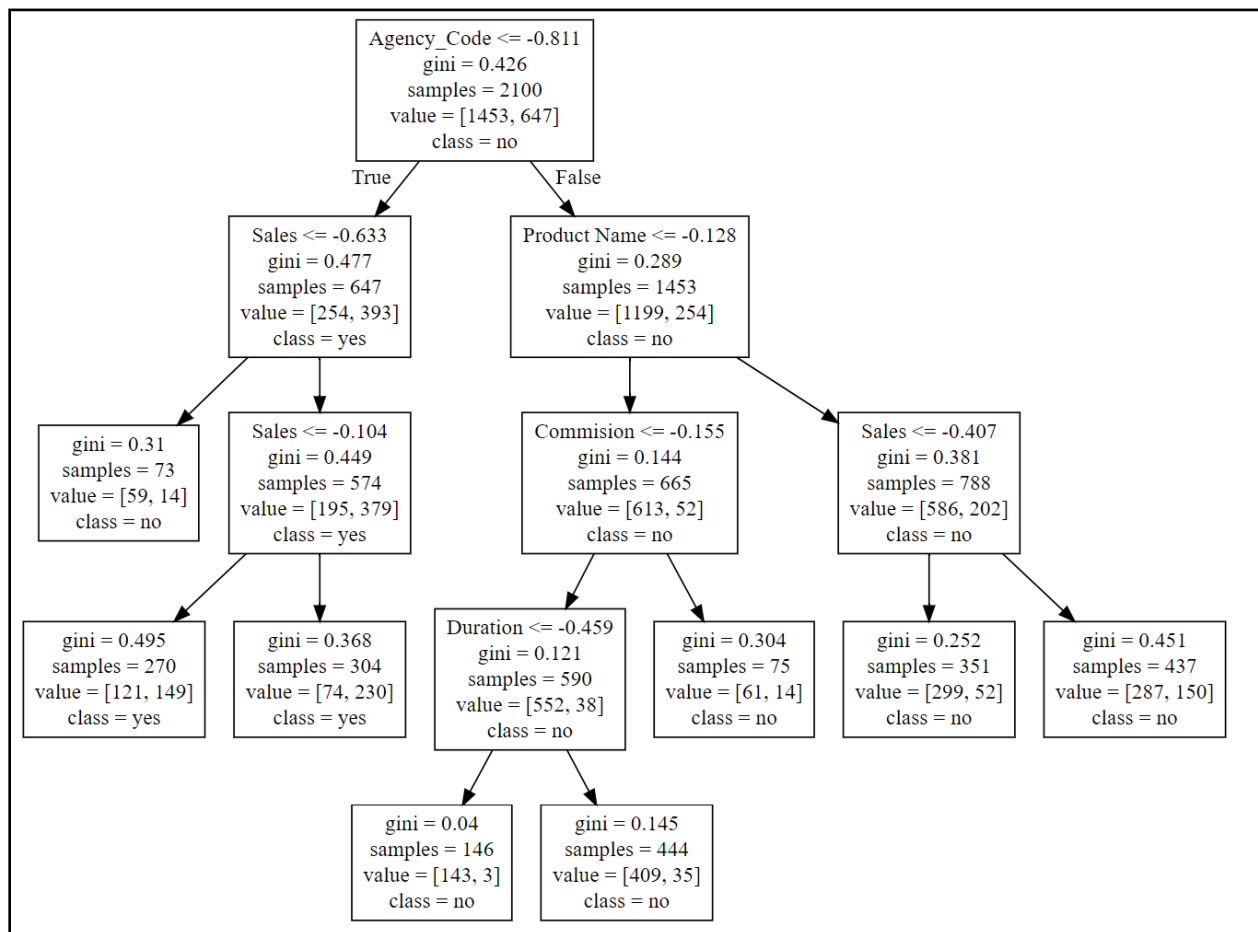 Agency_Code <= -0.811
gini = 0.426
samples = 2100
value = [1453, 647]
class = no
True
False
Sales <= -0.633
gini = 0.477
samples = 647
value = [254, 393]
class = yes
Product Name <= -0.128
gini = 0.289
samples = 1453
value = [1199, 254]
class = no
gini = 0.31
samples = 73
value = [59, 14]
class = no
Sales <= -0.104
gini = 0.449
samples = 574
value = [195, 379]
class = yes
Commision <= -0.155
gini = 0.144
samples = 665
value = [613, 52]
class = no
Sales <= -0.407
gini = 0.381
samples = 788
value = [586, 202]
class = no
gini = 0.495
samples = 270
value = [121, 149]
class = yes
gini = 0.368
samples = 304
value = [74, 230]
class = yes
Duration <= -0.459
gini = 0.121
samples = 590
value = [552, 38]
class = no
gini = 0.304
samples = 75
value = [61, 14]
class = no
gini = 0.252
samples = 351
value = [299, 52]
class = no
gini = 0.451
samples = 437
value = [287, 150]
class = no
gini = 0.04
samples = 146
value = [143, 3]
class = no
gini = 0.145
samples = 444
value = [409, 35]
class = no